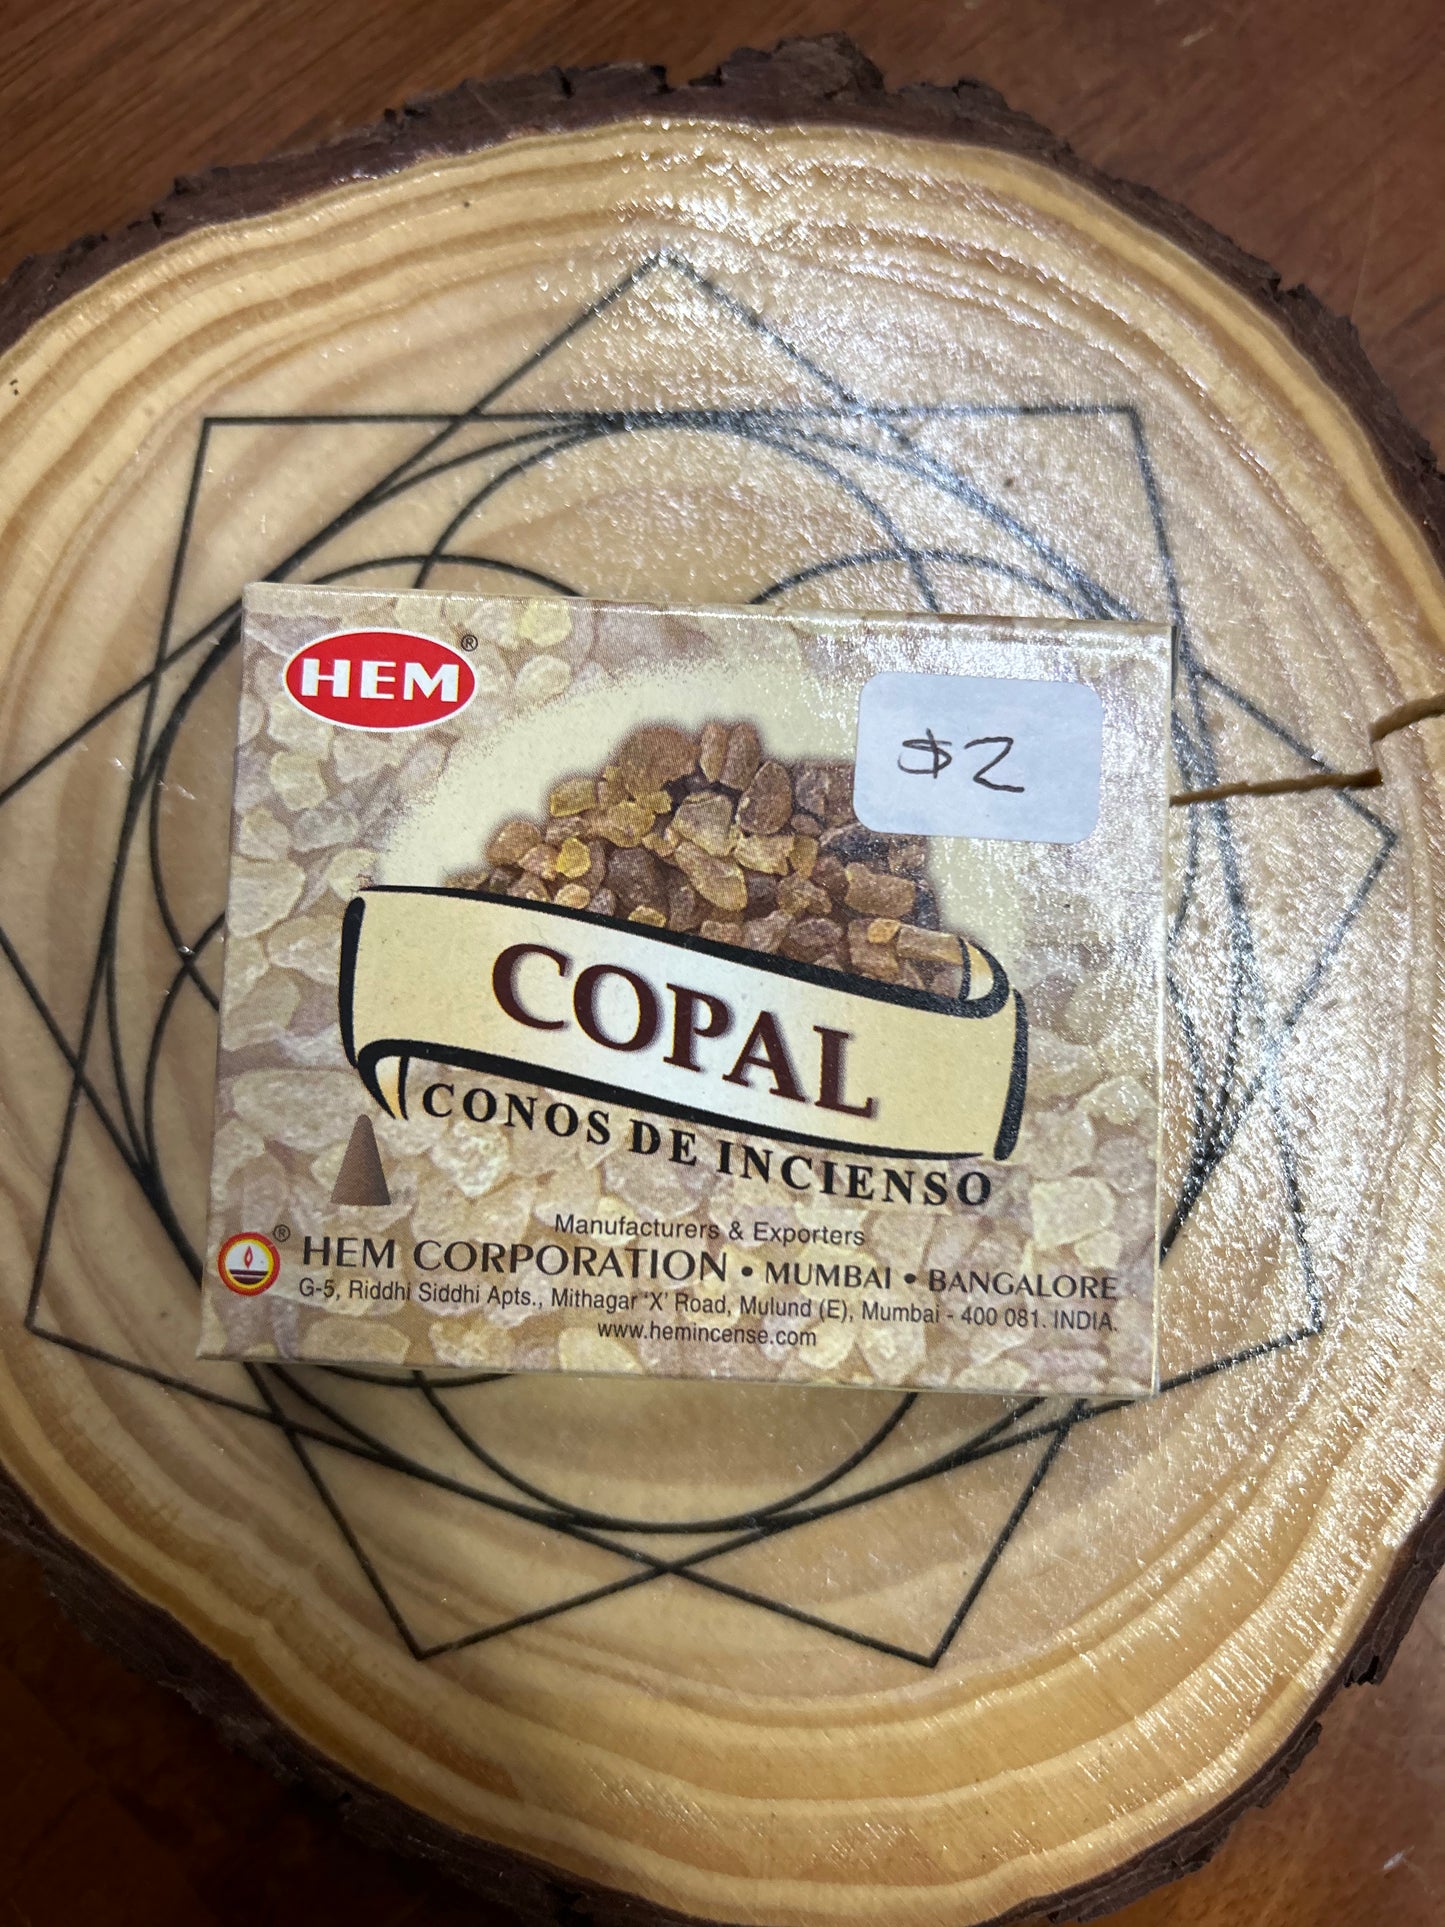 HEM®
$2
COPAL
CONOS DE INCIENSO
Manufacturers & Exporters
® HEM CORPORATION • MUMBAI • BANGALORE
G-5, Riddhi Siddhi Apts., Mithagar 'X' Road, Mulund (E), Mumbai - 400 081. INDIA.
www.hemincense.com